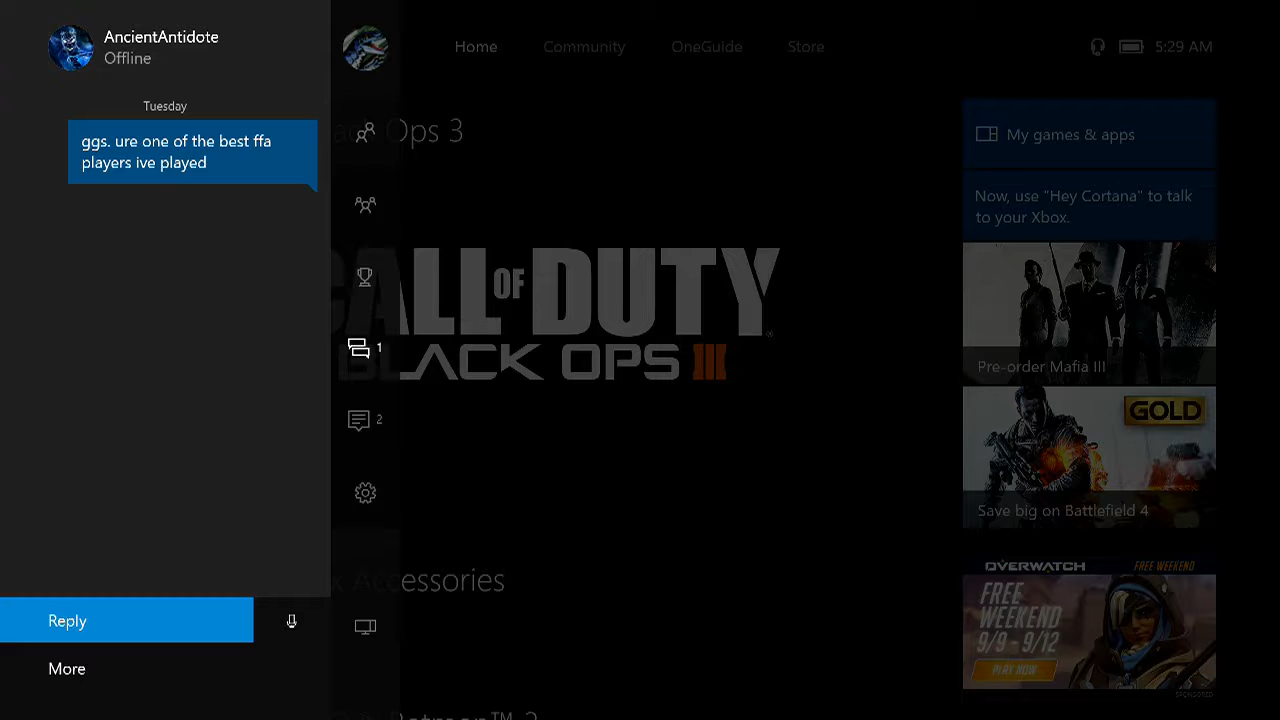 AncientAntidote
Offline
Tuesday
ggs. ure one of the best ffa
players ive played
Reply
More
Home
Community
OneGuide
Store
5:29 AM
Ops 3
CALL OF DUTY
BLACK OPS III
1
2
Accessories
My games & apps
Now, use "Hey Cortana" to talk
to your Xbox.
Pre-order Mafia III
GOLD
Save big on Battlefield 4
OVERWATCH
FREE WEEKEND
FREE
WEEKEND
9/9 - 9/12
PLAY NOW
SPONSORED